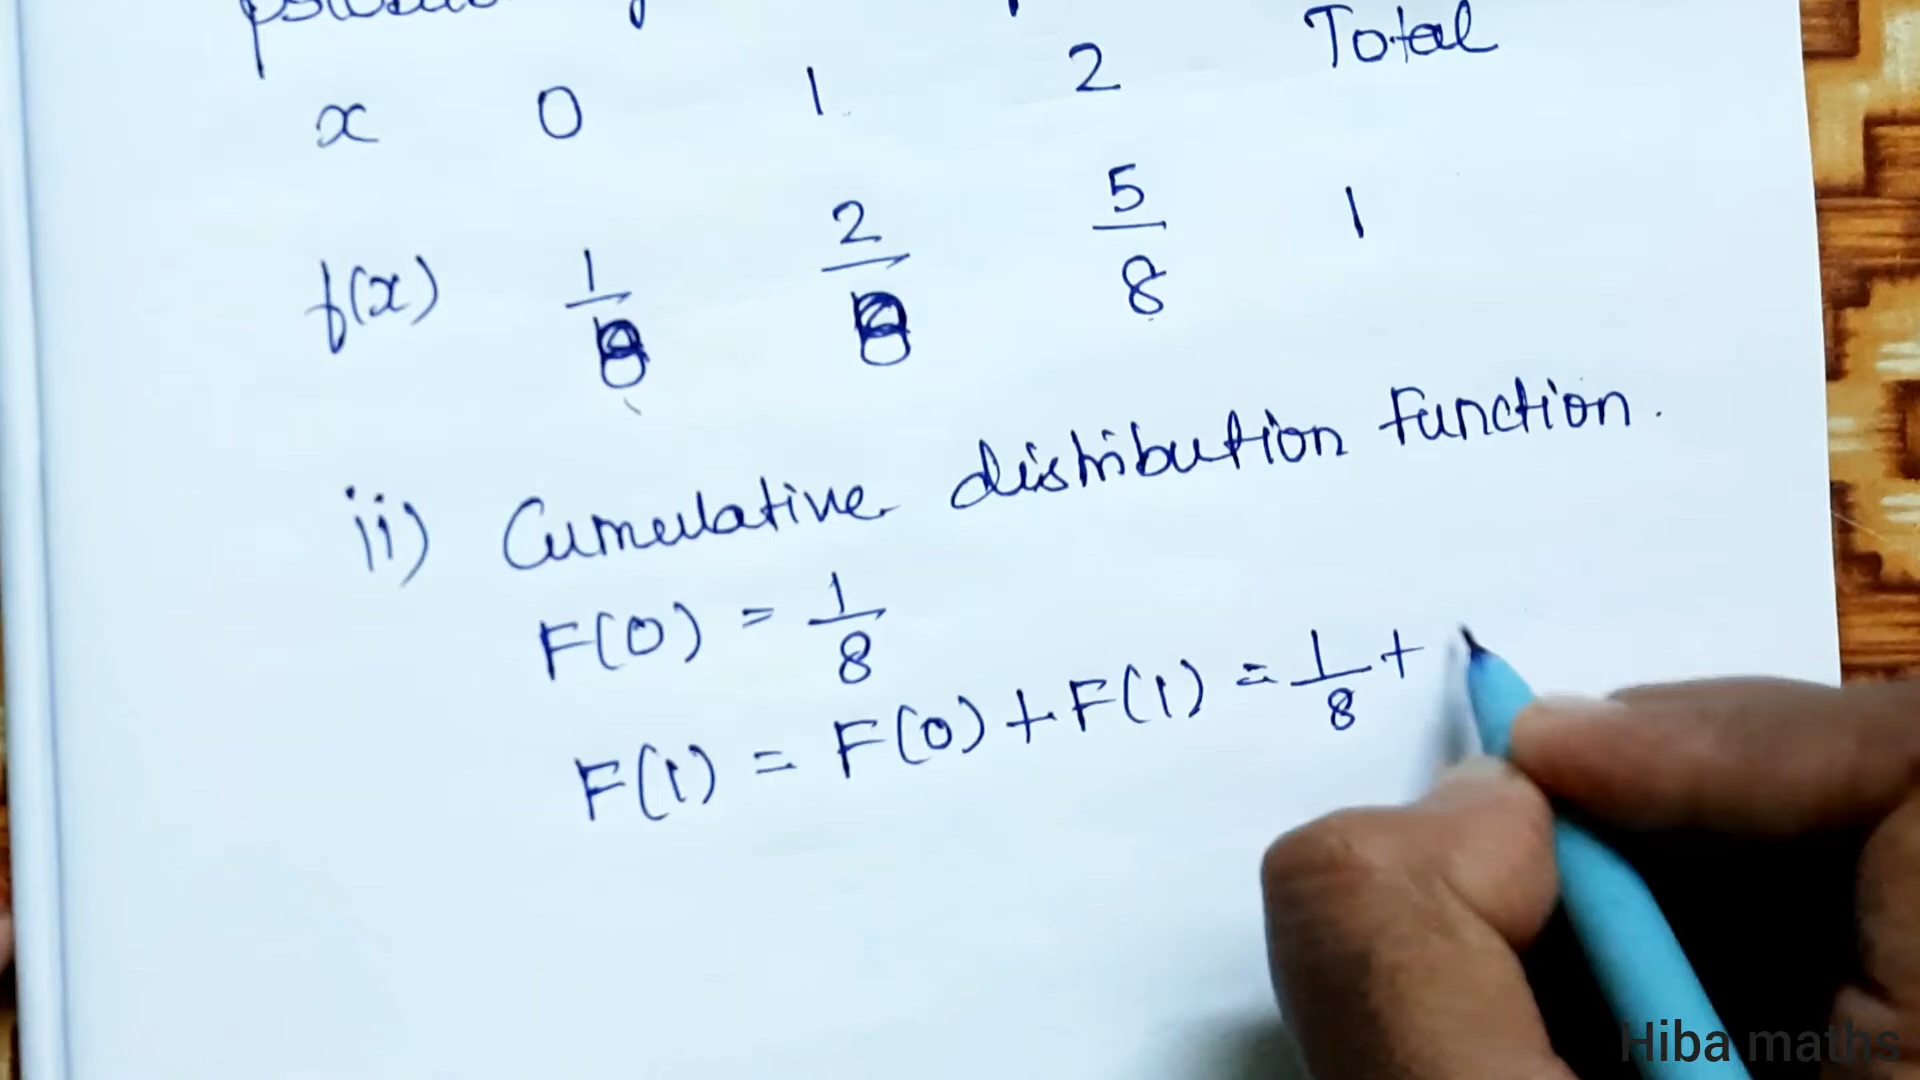 x 0 1 2 Total
f(x) 1/8 2/8 5/8 1
ii) Cumulative distribution function.
F(0) = 1/8
F(1) = F(0) + F(1) = 1/8 +
Hiba maths